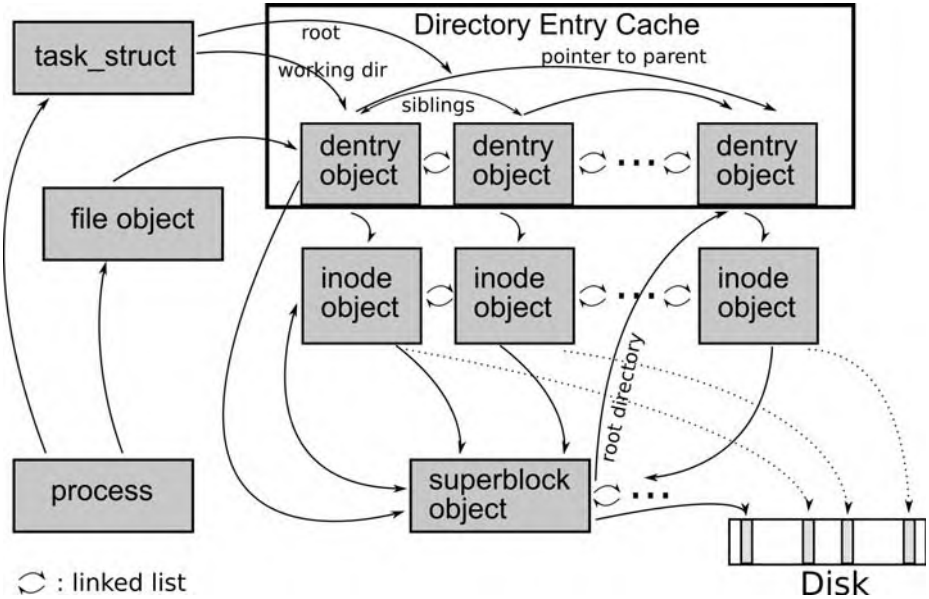 Directory Entry Cache
task_struct
root
working dir
pointer to parent
siblings
dentry
object
dentry
object
...
dentry
object
file object
inode
object
inode
object
...
inode
object
root directory
process
superblock
object
...
Disk
: linked list